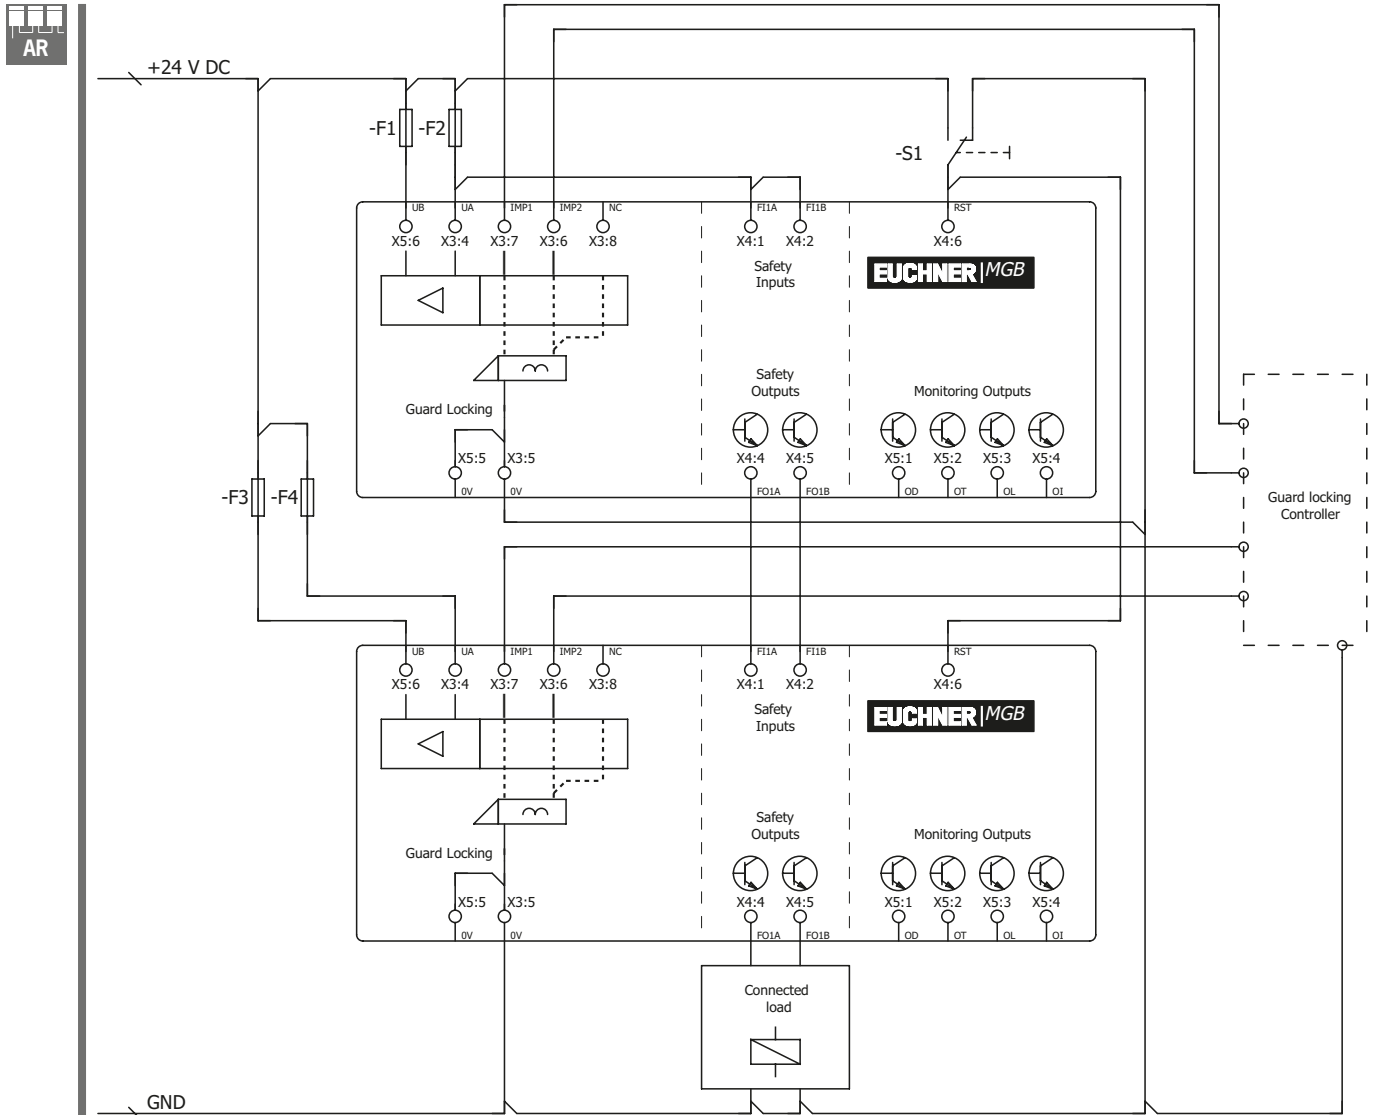 AR
+24 V DC
-F1 -F2
-S1
UB UA IMP1 IMP2 NC FI1A FI1B RST
X5:6 X3:4 X3:7 X3:6 X3:8 X4:1 X4:2 X4:6
Safety
Inputs
EUCHNER MGB
Safety
Outputs
Guard Locking
Monitoring Outputs
X5:5 X3:5 X4:4 X4:5 X5:1 X5:2 X5:3 X5:4
0V 0V FO1A FO1B OD OT OL OI
-F3 -F4
Guard locking
Controller
UB UA IMP1 IMP2 NC FI1A FI1B RST
X5:6 X3:4 X3:7 X3:6 X3:8 X4:1 X4:2 X4:6
Safety
Inputs
EUCHNER MGB
Safety
Outputs
Guard Locking
Monitoring Outputs
X5:5 X3:5 X4:4 X4:5 X5:1 X5:2 X5:3 X5:4
0V 0V FO1A FO1B OD OT OL OI
Connected
load
GND